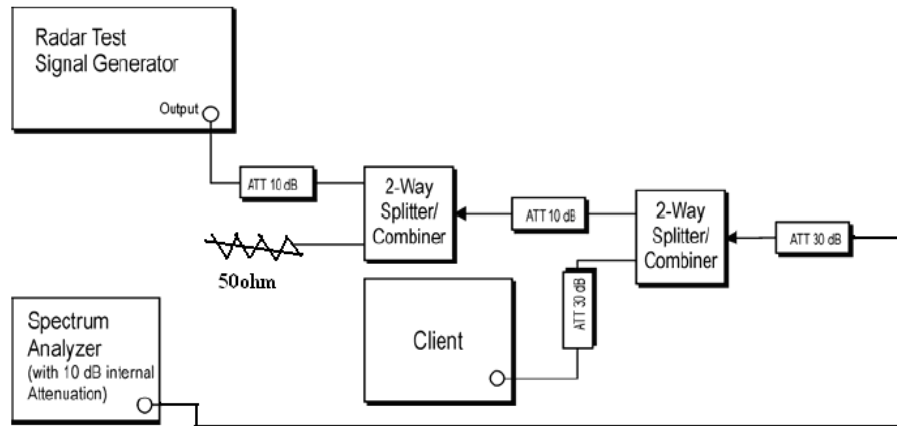 Radar Test
Signal Generator
Output
ATT 10 dB
2-Way
Splitter/
Combiner
ATT 10 dB
2-Way
Splitter/
Combiner
ATT 30 dB
50ohm
ATT 30 dB
Client
Spectrum
Analyzer
(with 10 dB internal
Attenuation)